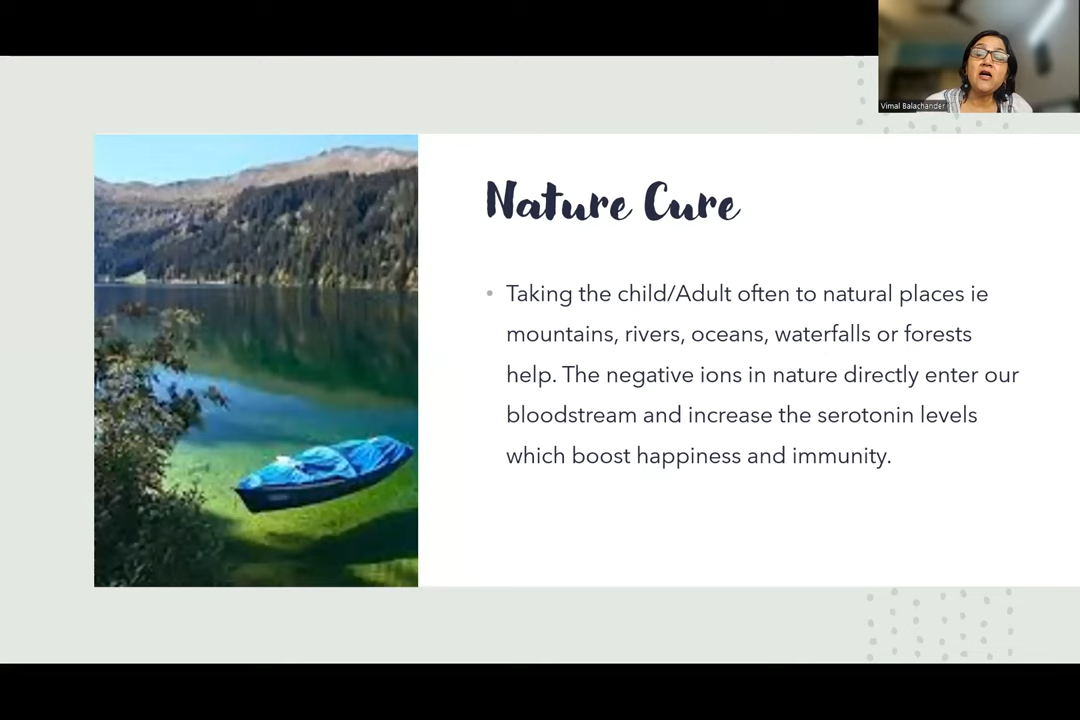 Vimal Balachander
Nature Cure
• Taking the child/Adult often to natural places ie
mountains, rivers, oceans, waterfalls or forests
help. The negative ions in nature directly enter our
bloodstream and increase the serotonin levels
which boost happiness and immunity.